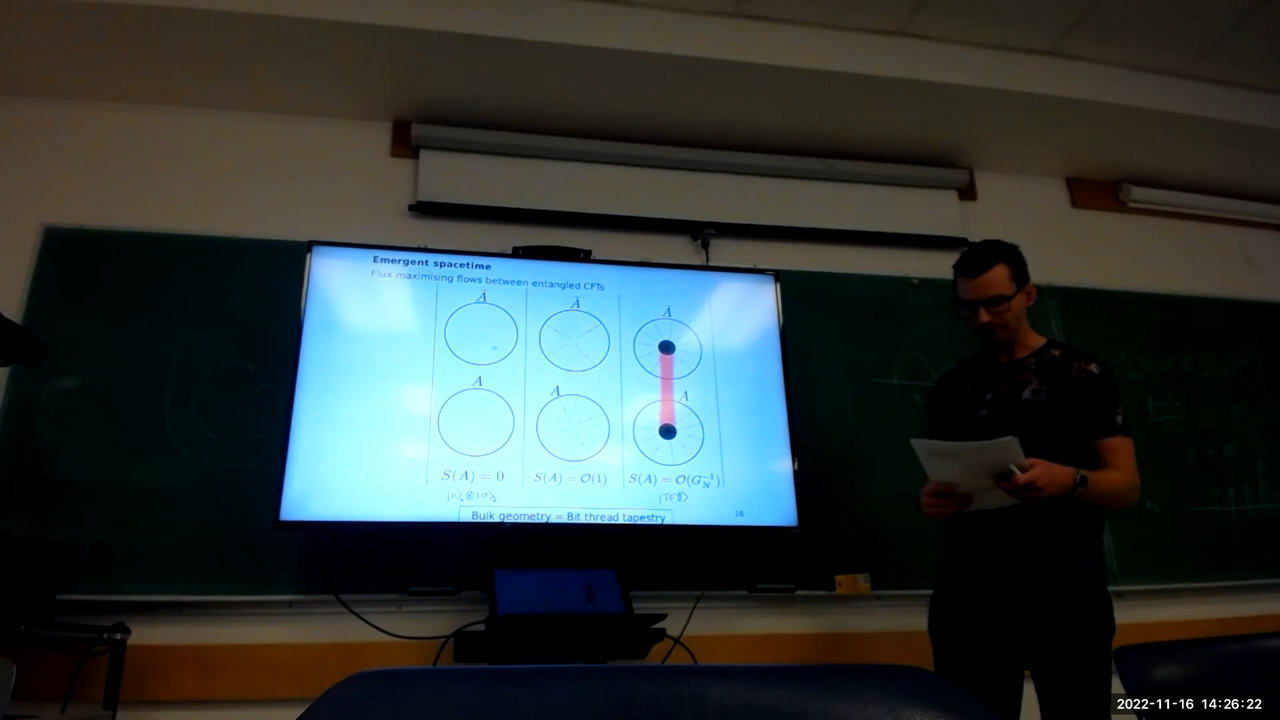 Emergent spacetime
Flux maximising flows between entangled CFTs
Ā Ā Ā
A A A
S(A) = 0 S(A) = O(1) S(A) = O(G_N^{-1})
|0⟩⊗|0⟩ |TFD⟩
Bulk geometry = Bit thread tapestry
16
2022-11-16 14:26:22